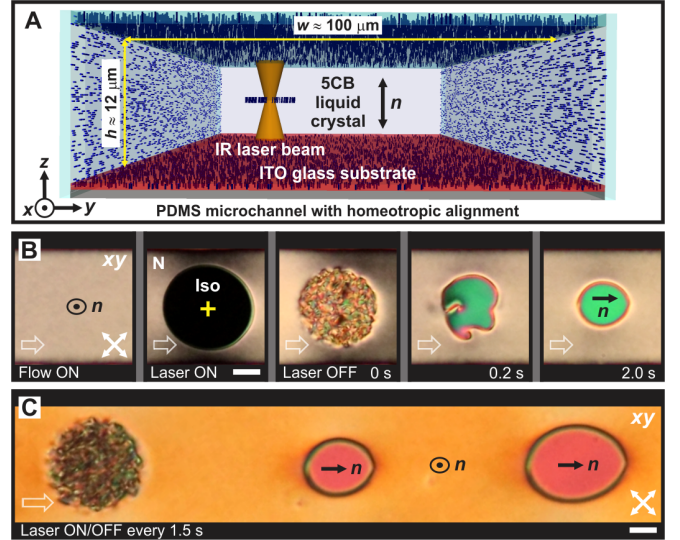 A
w ≈ 100 μm
h ≈ 12 μm
5CB
liquid
crystal
n
IR laser beam
ITO glass substrate
z
x
y
PDMS microchannel with homeotropic alignment
B
xy
n
Flow ON
N
Iso
Laser ON
Laser OFF
0 s
0.2 s
n
2.0 s
C
xy
n
n
n
Laser ON/OFF every 1.5 s